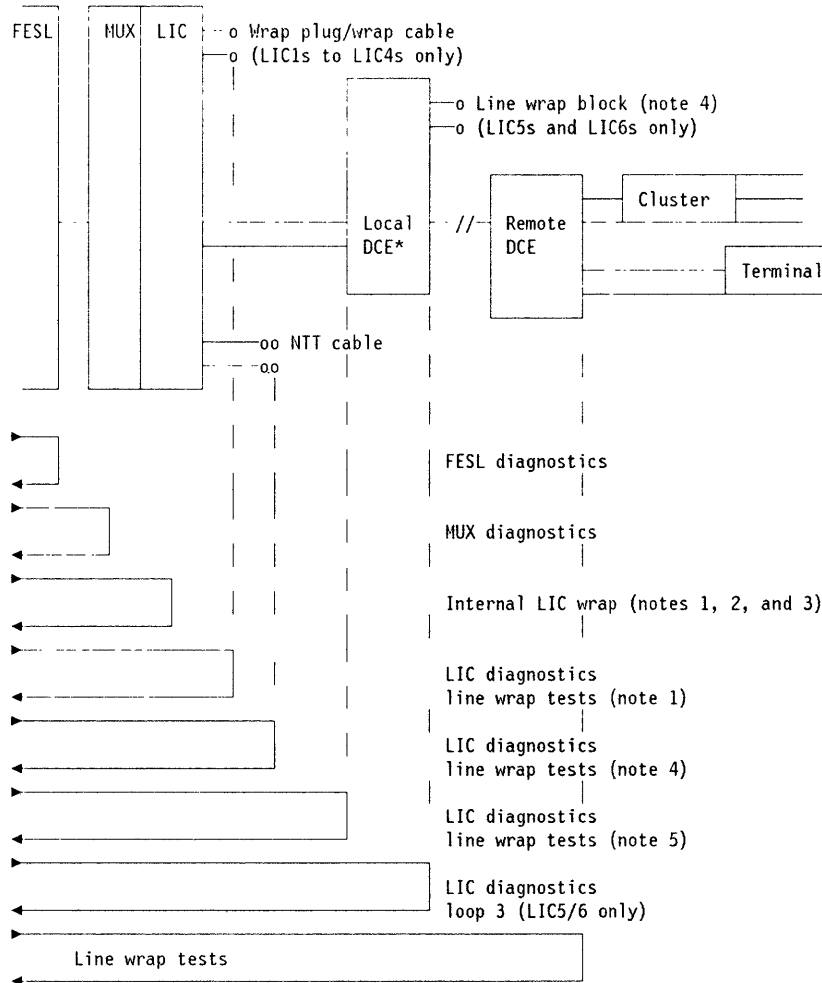 FESL MUX LIC o Wrap plug/wrap cable
o (LIC1s to LIC4s only)
o Line wrap block (note 4)
o (LIC5s and LIC6s only)
Cluster
Local // Remote
DCE* DCE
Terminal
oo NTT cable
oo
FESL diagnostics
MUX diagnostics
Internal LIC wrap (notes 1, 2, and 3)
LIC diagnostics
line wrap tests (note 1)
LIC diagnostics
line wrap tests (note 4)
LIC diagnostics
line wrap tests (note 5)
LIC diagnostics
loop 3 (LIC5/6 only)
Line wrap tests